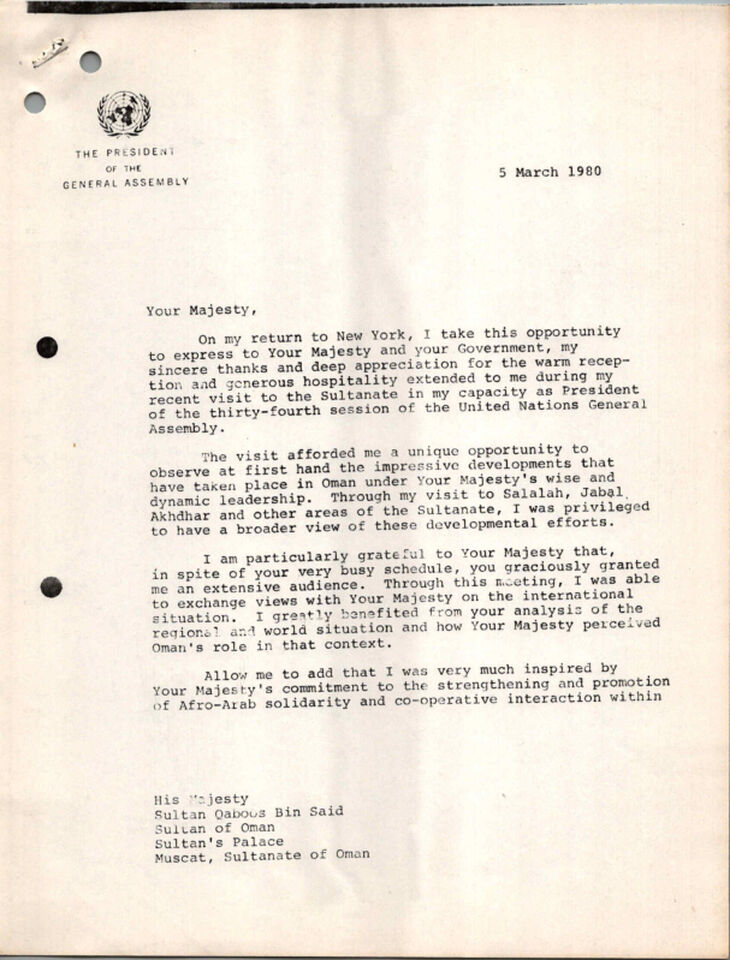 THE PRESIDENT
OF THE
GENERAL ASSEMBLY
5 March 1980
Your Majesty,
On my return to New York, I take this opportunity
to express to Your Majesty and your Government, my
sincere thanks and deep appreciation for the warm recep-
tion and generous hospitality extended to me during my
recent visit to the Sultanate in my capacity as President
of the thirty-fourth session of the United Nations General
Assembly.
The visit afforded me a unique opportunity to
observe at first hand the impressive developments that
have taken place in Oman under Your Majesty's wise and
dynamic leadership. Through my visit to Salalah, Jabal
Akhdhar and other areas of the Sultanate, I was privileged
to have a broader view of these developmental efforts.
I am particularly grateful to Your Majesty that,
in spite of your very busy schedule, you graciously granted
me an extensive audience. Through this meeting, I was able
to exchange views with Your Majesty on the international
situation. I greatly benefited from your analysis of the
regional and world situation and how Your Majesty perceived
Oman's role in that context.
Allow me to add that I was very much inspired by
Your Majesty's commitment to the strengthening and promotion
of Afro-Arab solidarity and co-operative interaction within
His Majesty
Sultan Qaboos Bin Said
Sultan of Oman
Sultan's Palace
Muscat, Sultanate of Oman